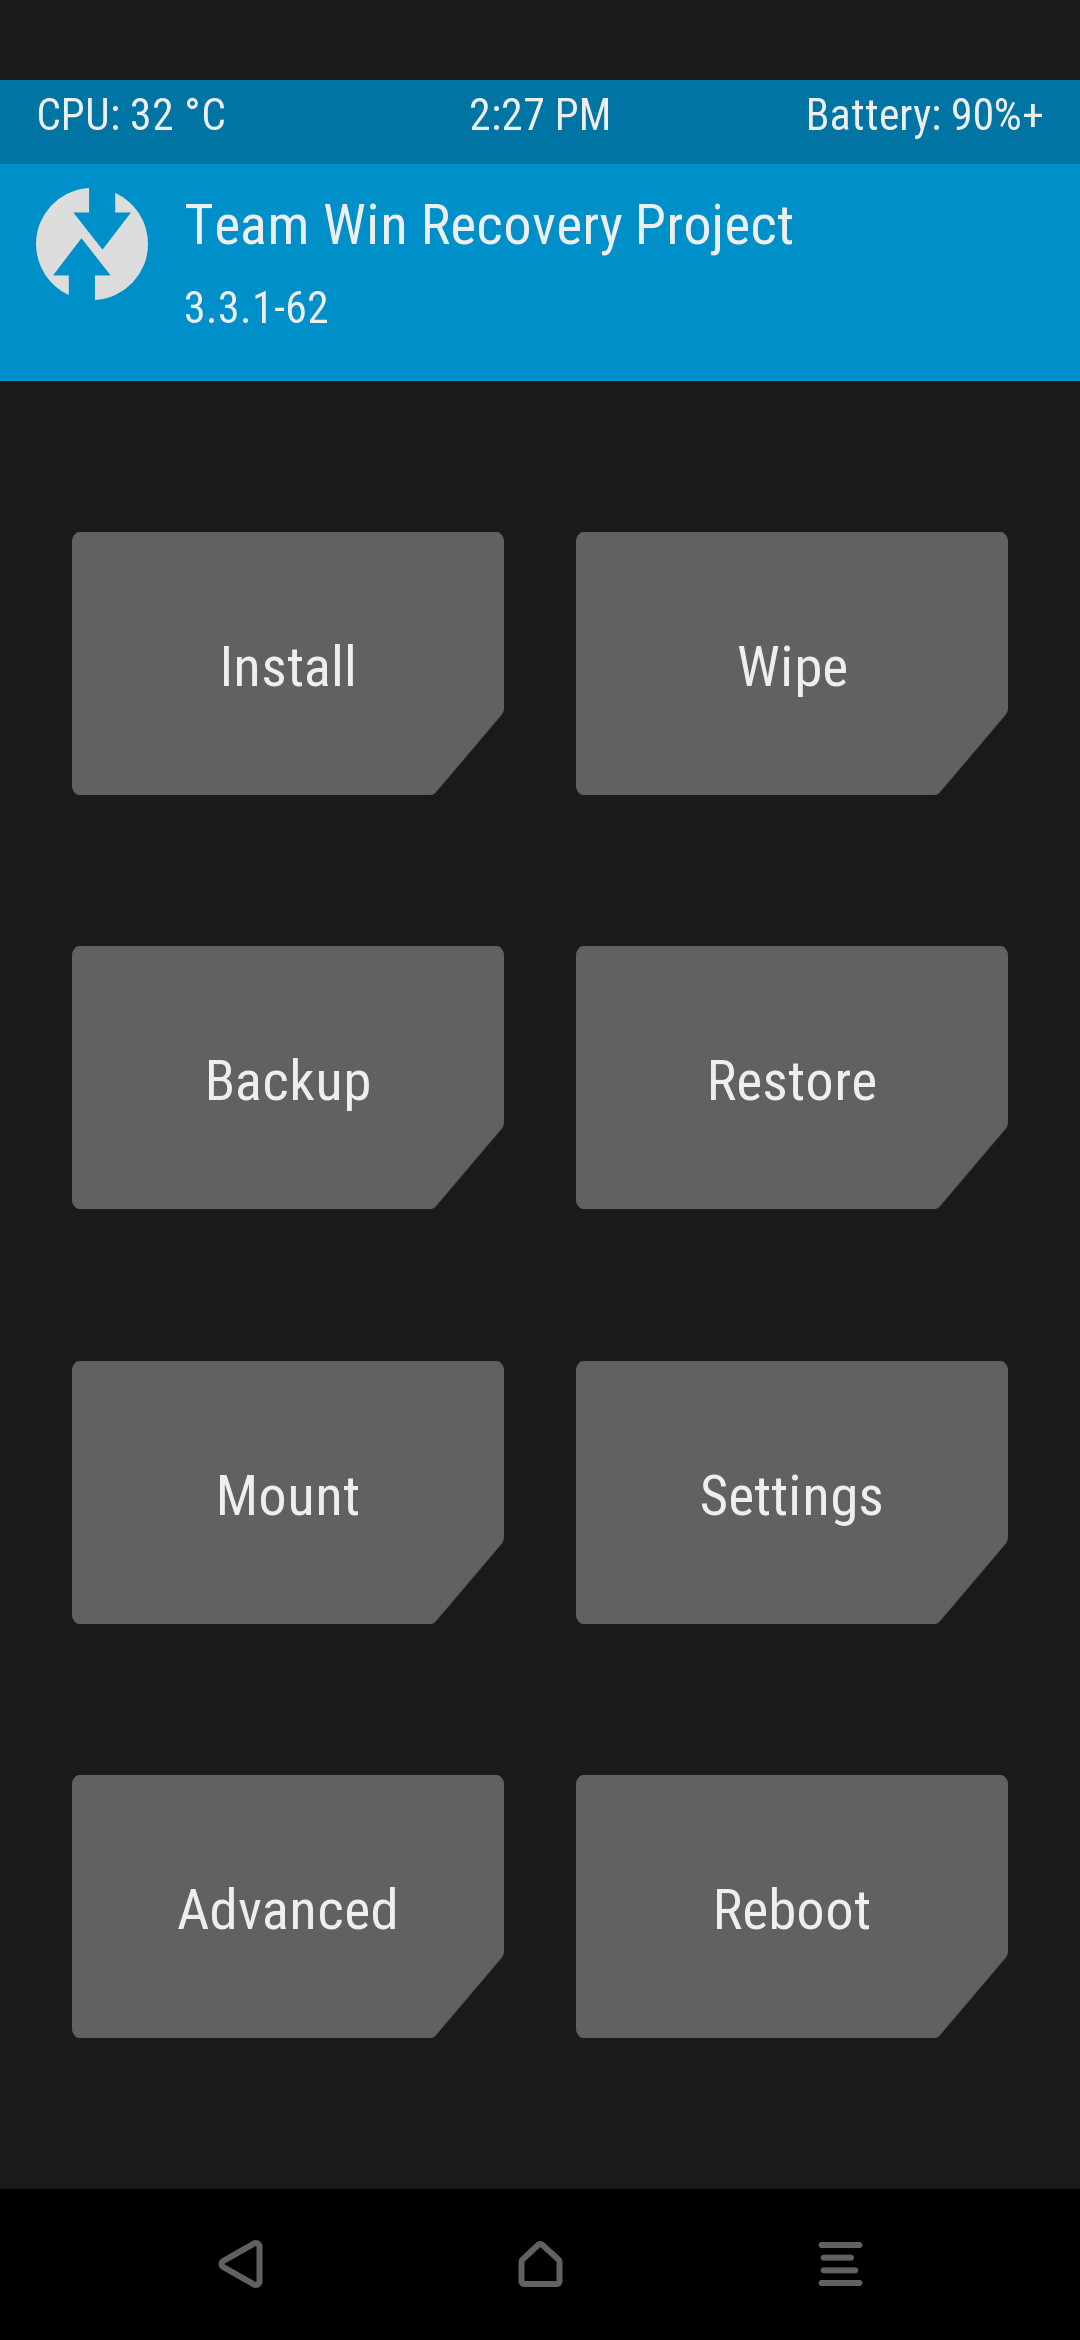 CPU: 32 °C 2:27 PM Battery: 90%+
Team Win Recovery Project
3.3.1-62
Install Wipe
Backup Restore
Mount Settings
Advanced Reboot